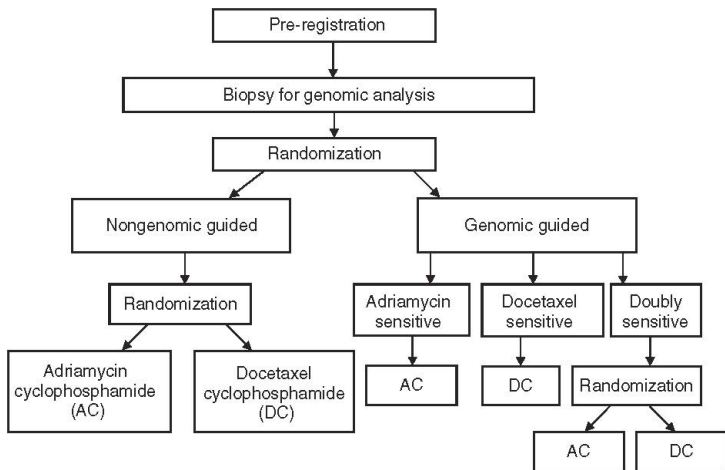 Pre-registration
Biopsy for genomic analysis
Randomization
Nongenomic guided
Genomic guided
Randomization
Adriamycin
sensitive
Docetaxel
sensitive
Doubly
sensitive
Adriamycin
cyclophosphamide
(AC)
Docetaxel
cyclophosphamide
(DC)
AC
DC
Randomization
AC
DC